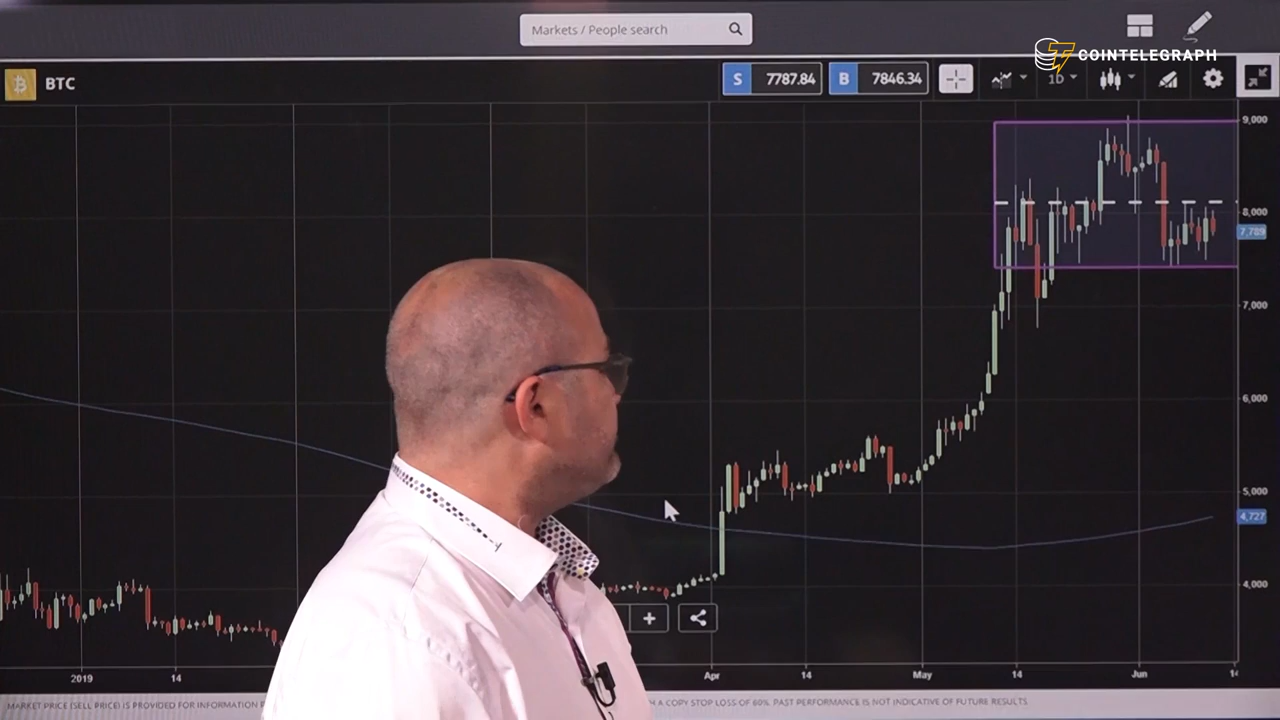 Markets / People search
COINTELEGRAPH
BTC
S 7787.84 B 7846.34 1D
9,000
8,000
7,789
7,000
6,000
5,000
4,727
4,000
2019 14 Apr 14 May 14 Jun 14
MARKET PRICE (SELL PRICE) IS PROVIDED FOR INFORMATION A COPY STOP LOSS OF 60%. PAST PERFORMANCE IS NOT INDICATIVE OF FUTURE RESULTS.